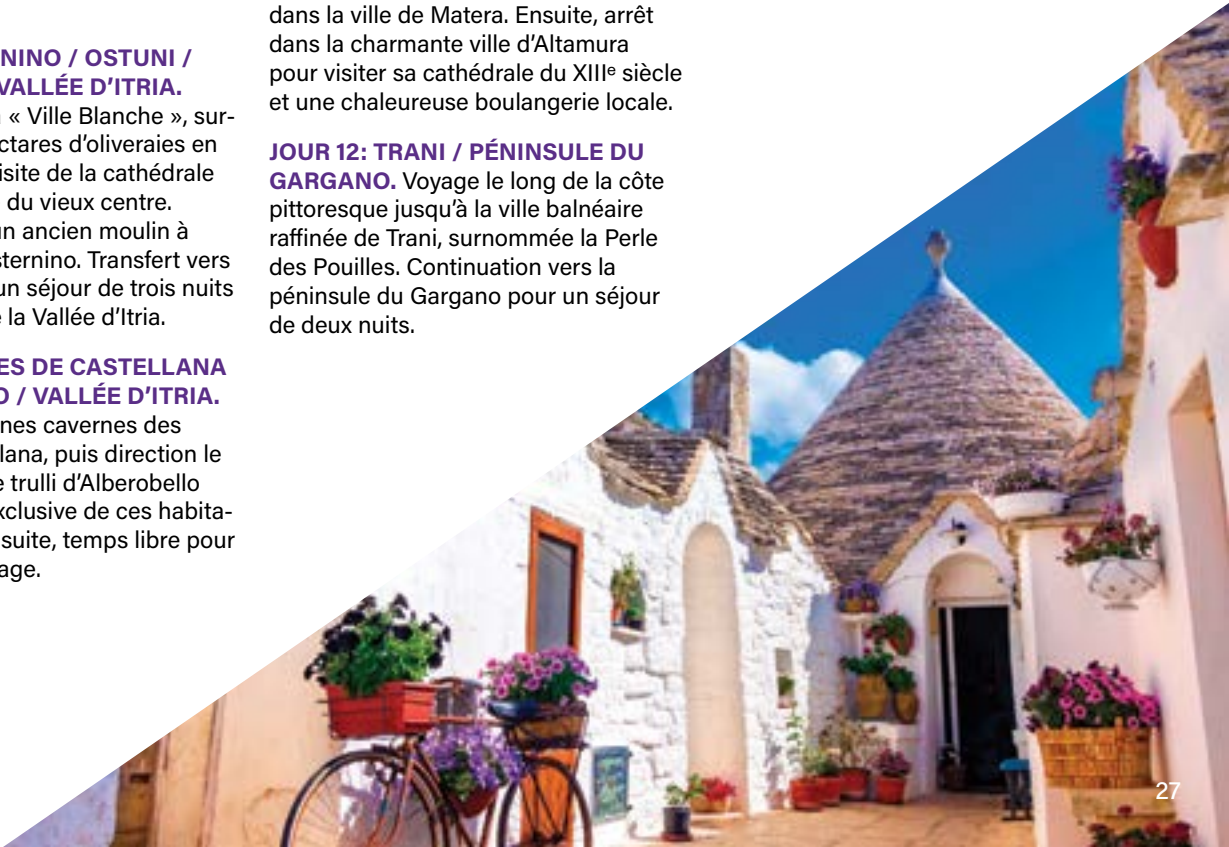 NINO / OSTUNI /
VALLÉE D’ITRIA.
« Ville Blanche », sur-
ctares d’oliveraies en
isite de la cathédrale
du vieux centre.
un ancien moulin à
sternino. Transfert vers
un séjour de trois nuits
la Vallée d’Itria.
ES DE CASTELLANA
O / VALLÉE D’ITRIA.
nes cavernes des
lana, puis direction le
trulli d’Alberobello
xclusive de ces habita-
suite, temps libre pour
age.
dans la ville de Matera. Ensuite, arrêt
dans la charmante ville d’Altamura
pour visiter sa cathédrale du XIIIᵉ siècle
et une chaleureuse boulangerie locale.
JOUR 12: TRANI / PÉNINSULE DU
GARGANO. Voyage le long de la côte
pittoresque jusqu’à la ville balnéaire
raffinée de Trani, surnommée la Perle
des Pouilles. Continuation vers la
péninsule du Gargano pour un séjour
de deux nuits.
27